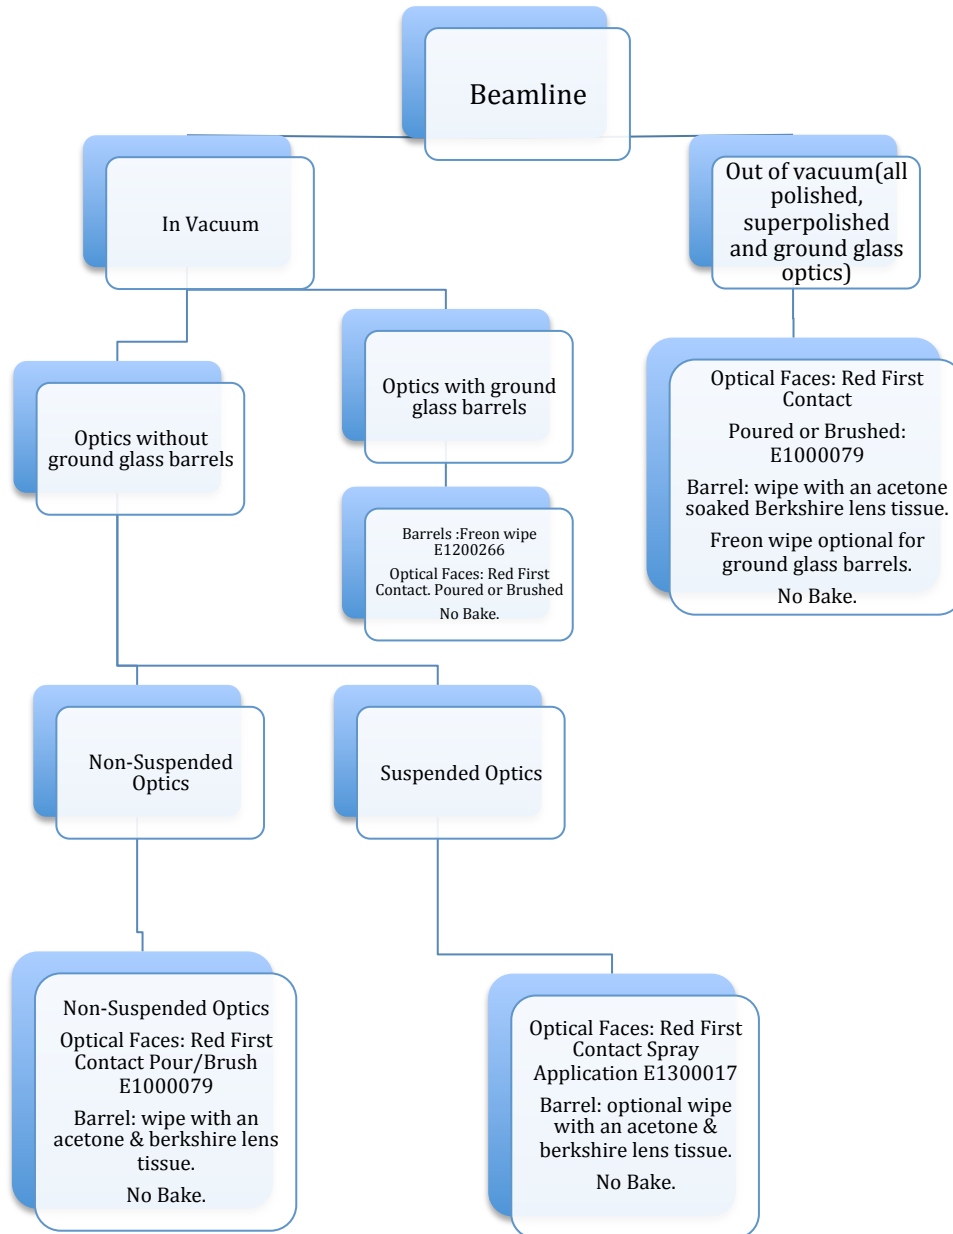 Beamline
In Vacuum
Out of vacuum(all
polished,
superpolished
and ground glass
optics)
Optics without
ground glass barrels
Optics with ground
glass barrels
Optical Faces: Red First
Contact
Poured or Brushed:
E1000079
Barrel: wipe with an acetone
soaked Berkshire lens tissue.
Freon wipe optional for
ground glass barrels.
No Bake.
Barrels :Freon wipe
E1200266
Optical Faces: Red First
Contact. Poured or Brushed
No Bake.
Non-Suspended
Optics
Suspended Optics
Non-Suspended Optics
Optical Faces: Red First
Contact Pour/Brush
E1000079
Barrel: wipe with an
acetone & berkshire lens
tissue.
No Bake.
Optical Faces: Red First
Contact Spray
Application E1300017
Barrel: optional wipe
with an acetone &
berkshire lens tissue.
No Bake.